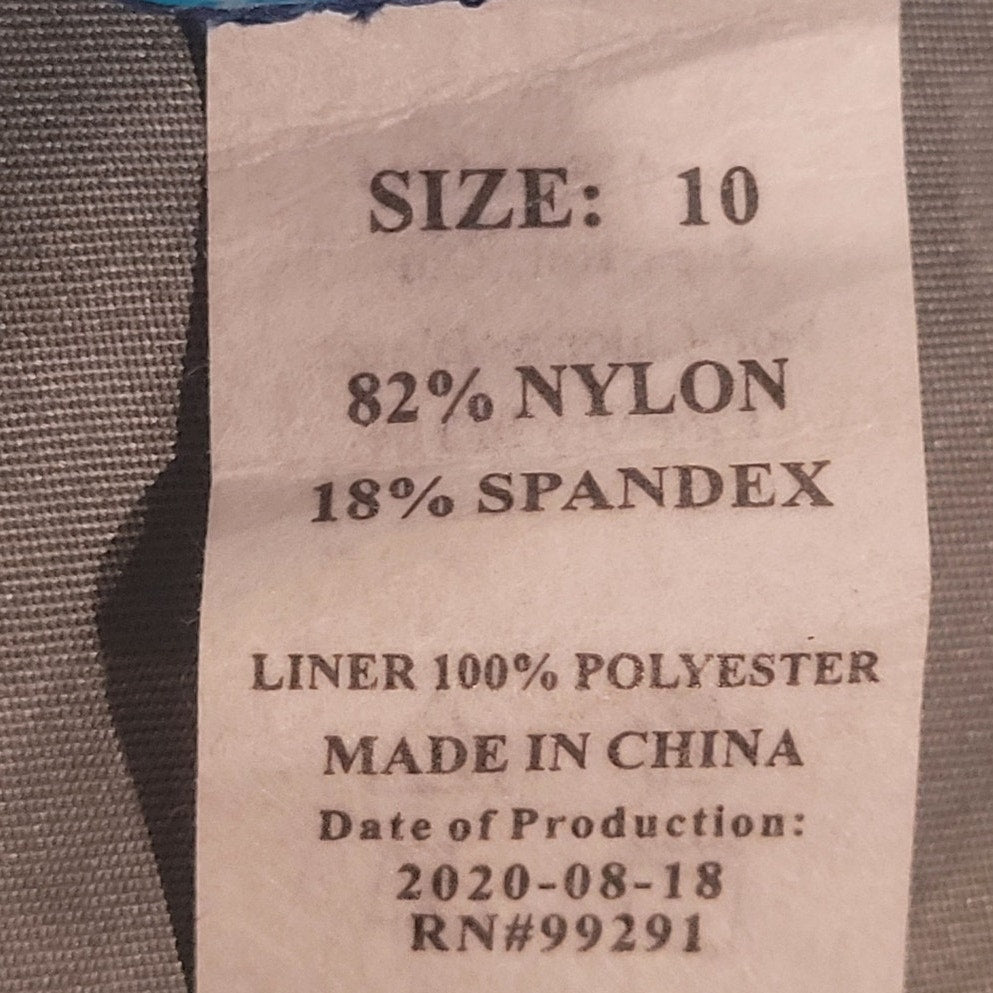 SIZE: 10
82% NYLON
18% SPANDEX
LINER 100% POLYESTER
MADE IN CHINA
Date of Production:
2020-08-18
RN#99291